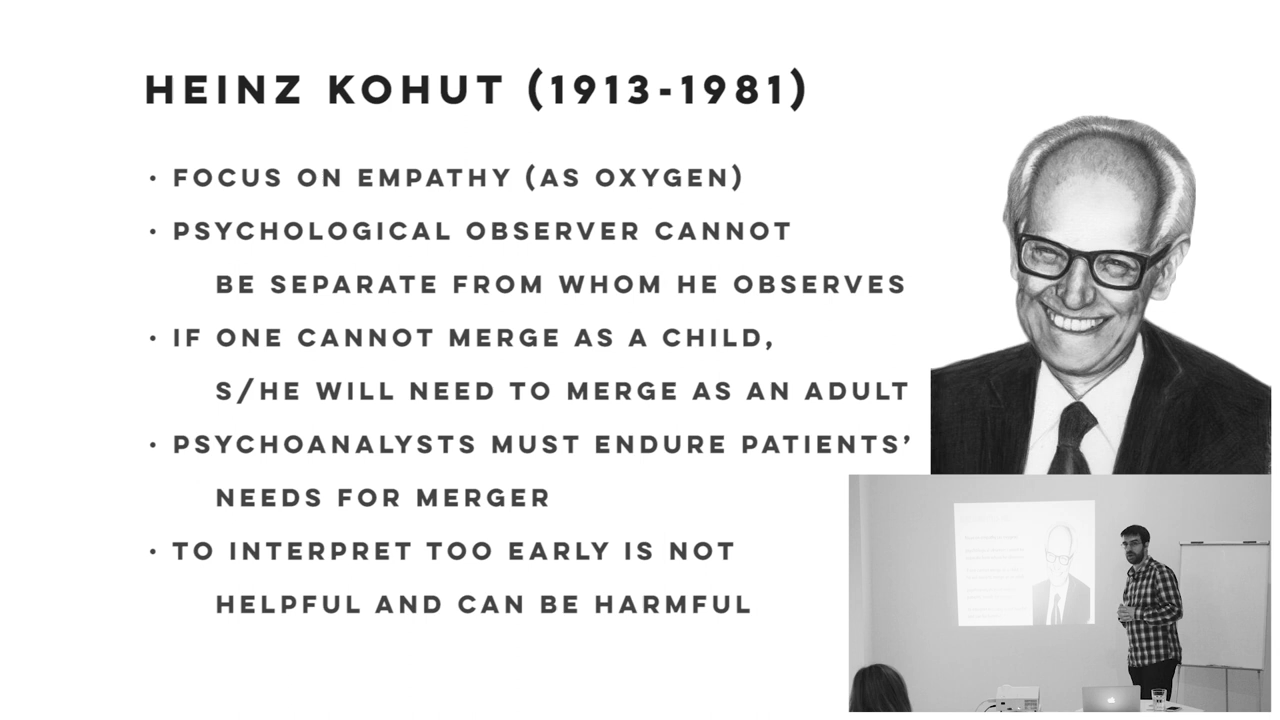 HEINZ KOHUT (1913-1981)
• FOCUS ON EMPATHY (AS OXYGEN)
• PSYCHOLOGICAL OBSERVER CANNOT
BE SEPARATE FROM WHOM HE OBSERVES
• IF ONE CANNOT MERGE AS A CHILD,
S/HE WILL NEED TO MERGE AS AN ADULT
• PSYCHOANALYSTS MUST ENDURE PATIENTS’
NEEDS FOR MERGER
• TO INTERPRET TOO EARLY IS NOT
HELPFUL AND CAN BE HARMFUL